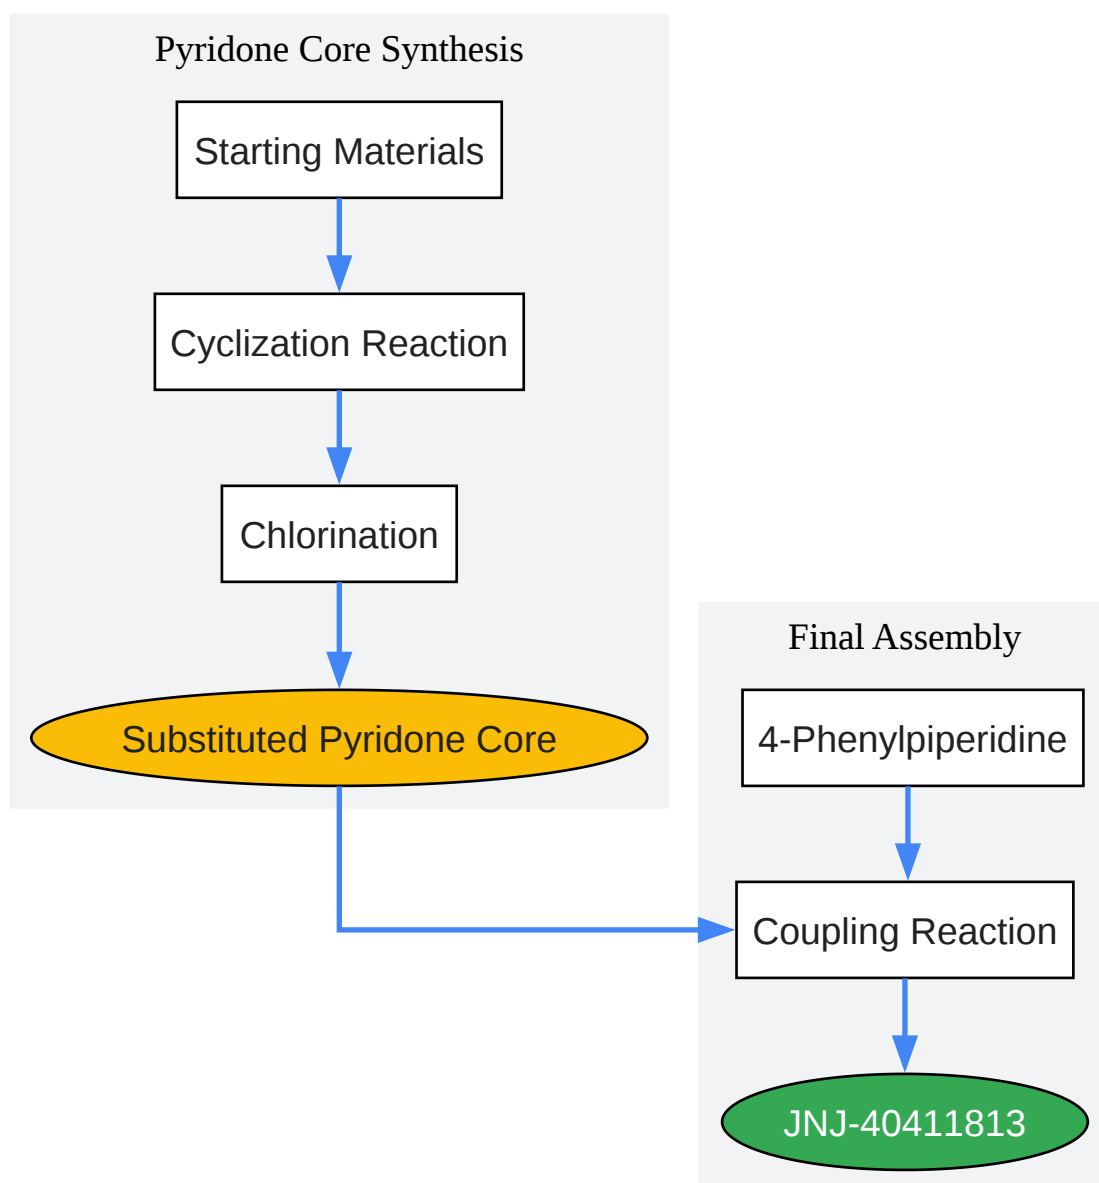 Pyridone Core Synthesis
Starting Materials
Cyclization Reaction
Chlorination
Substituted Pyridone Core
Final Assembly
4-Phenylpiperidine
Coupling Reaction
JNJ-40411813